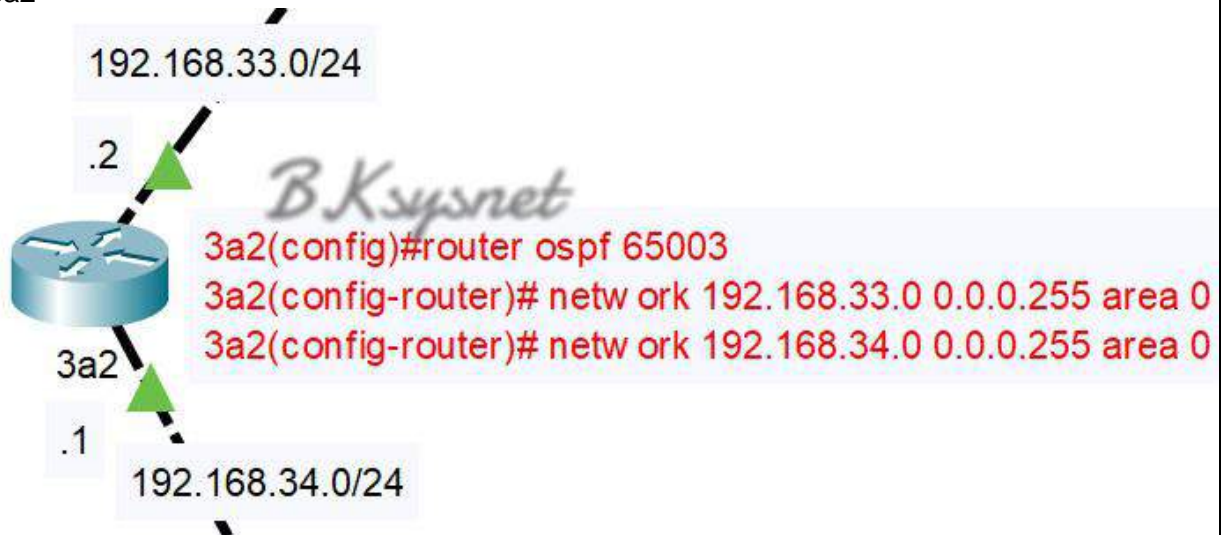 192.168.33.0/24
.2
B.Ksysnet
3a2(config)#router ospf 65003
3a2(config-router)# netw ork 192.168.33.0 0.0.0.255 area 0
3a2(config-router)# netw ork 192.168.34.0 0.0.0.255 area 0
3a2
.1
192.168.34.0/24